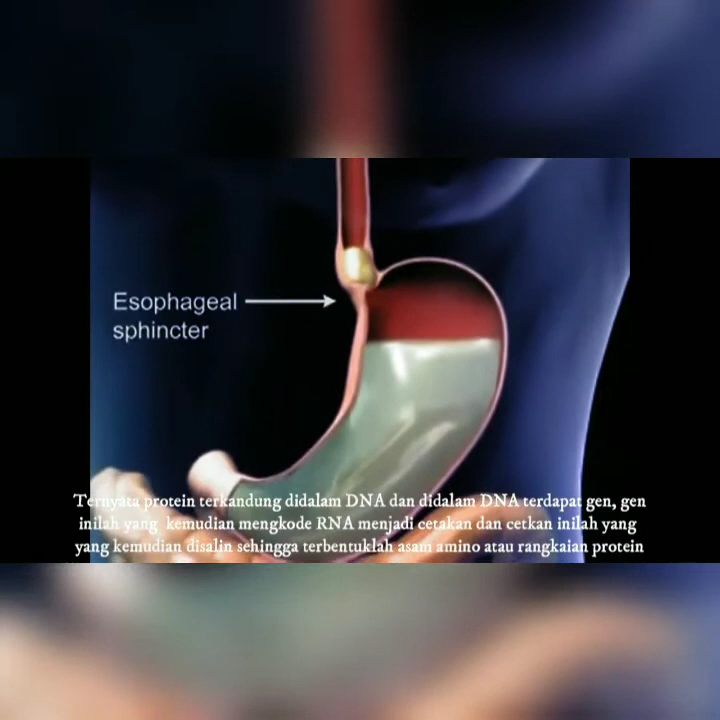 Esophageal
sphincter
Ternyata protein terkandung didalam DNA dan didalam DNA terdapat gen, gen
inilah yang kemudian mengkode RNA menjadi cetakan dan cetkan inilah yang
yang kemudian disalin sehingga terbentuklah asam amino atau rangkaian protein